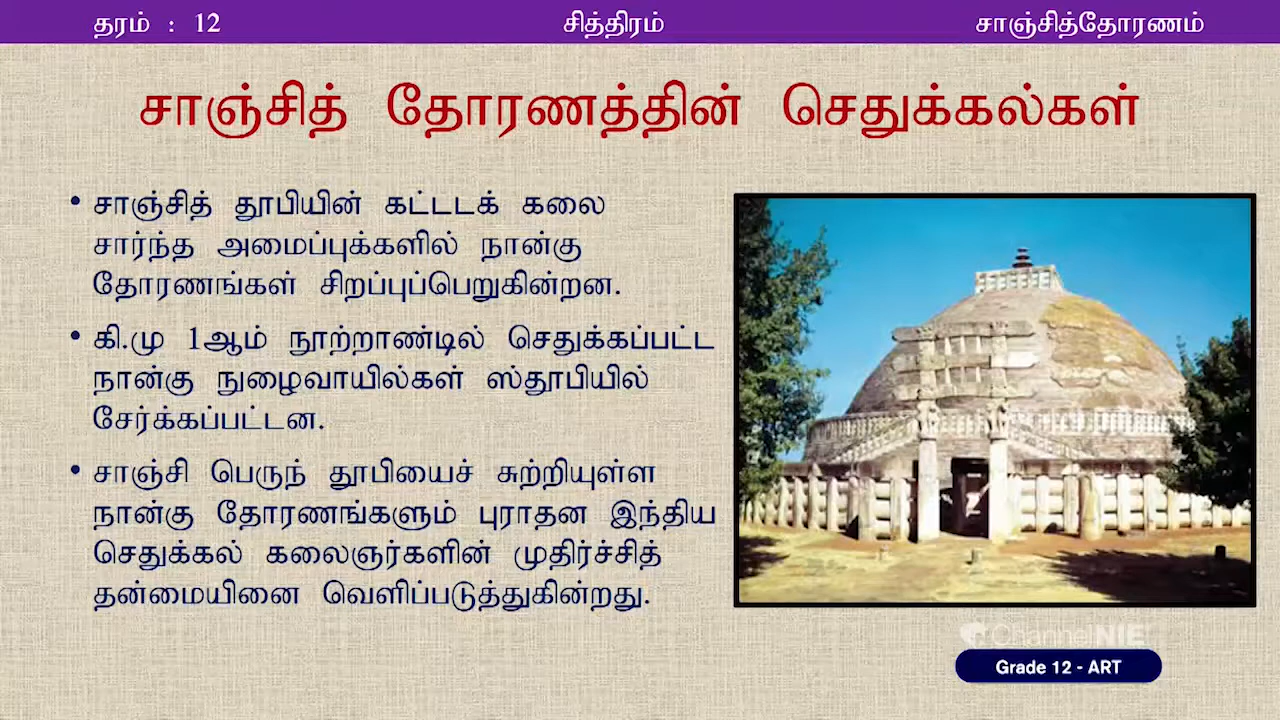 தரம் : 12
சித்திரம்
சாஞ்சித்தோரணம்
சாஞ்சித் தோரணத்தின் செதுக்கல்கள்
• சாஞ்சித் தூபியின் கட்டடக் கலை
சார்ந்த அமைப்புக்களில் நான்கு
தோரணங்கள் சிறப்புப்பெறுகின்றன.
• கி.மு 1ஆம் நூற்றாண்டில் செதுக்கப்பட்ட
நான்கு நுழைவாயில்கள் ஸ்தூபியில்
சேர்க்கப்பட்டன.
• சாஞ்சி பெருந் தூபியைச் சுற்றியுள்ள
நான்கு தோரணங்களும் புராதன இந்திய
செதுக்கல் கலைஞர்களின் முதிர்ச்சித்
தன்மையினை வெளிப்படுத்துகின்றது.
ChannelNIE
Grade 12 - ART